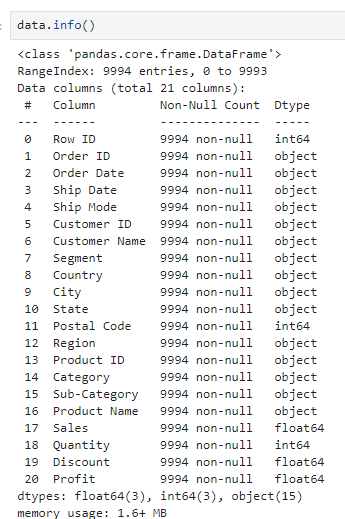 data.info()
<class 'pandas.core.frame.DataFrame'>
RangeIndex: 9994 entries, 0 to 9993
Data columns (total 21 columns):
 #   Column         Non-Null Count  Dtype
---  ------         --------------  -----
 0   Row ID         9994 non-null   int64
 1   Order ID       9994 non-null   object
 2   Order Date     9994 non-null   object
 3   Ship Date      9994 non-null   object
 4   Ship Mode      9994 non-null   object
 5   Customer ID    9994 non-null   object
 6   Customer Name  9994 non-null   object
 7   Segment        9994 non-null   object
 8   Country        9994 non-null   object
 9   City           9994 non-null   object
 10  State          9994 non-null   object
 11  Postal Code    9994 non-null   int64
 12  Region         9994 non-null   object
 13  Product ID     9994 non-null   object
 14  Category       9994 non-null   object
 15  Sub-Category   9994 non-null   object
 16  Product Name   9994 non-null   object
 17  Sales          9994 non-null   float64
 18  Quantity       9994 non-null   int64
 19  Discount       9994 non-null   float64
 20  Profit         9994 non-null   float64
dtypes: float64(3), int64(3), object(15)
memory usage: 1.6+ MB